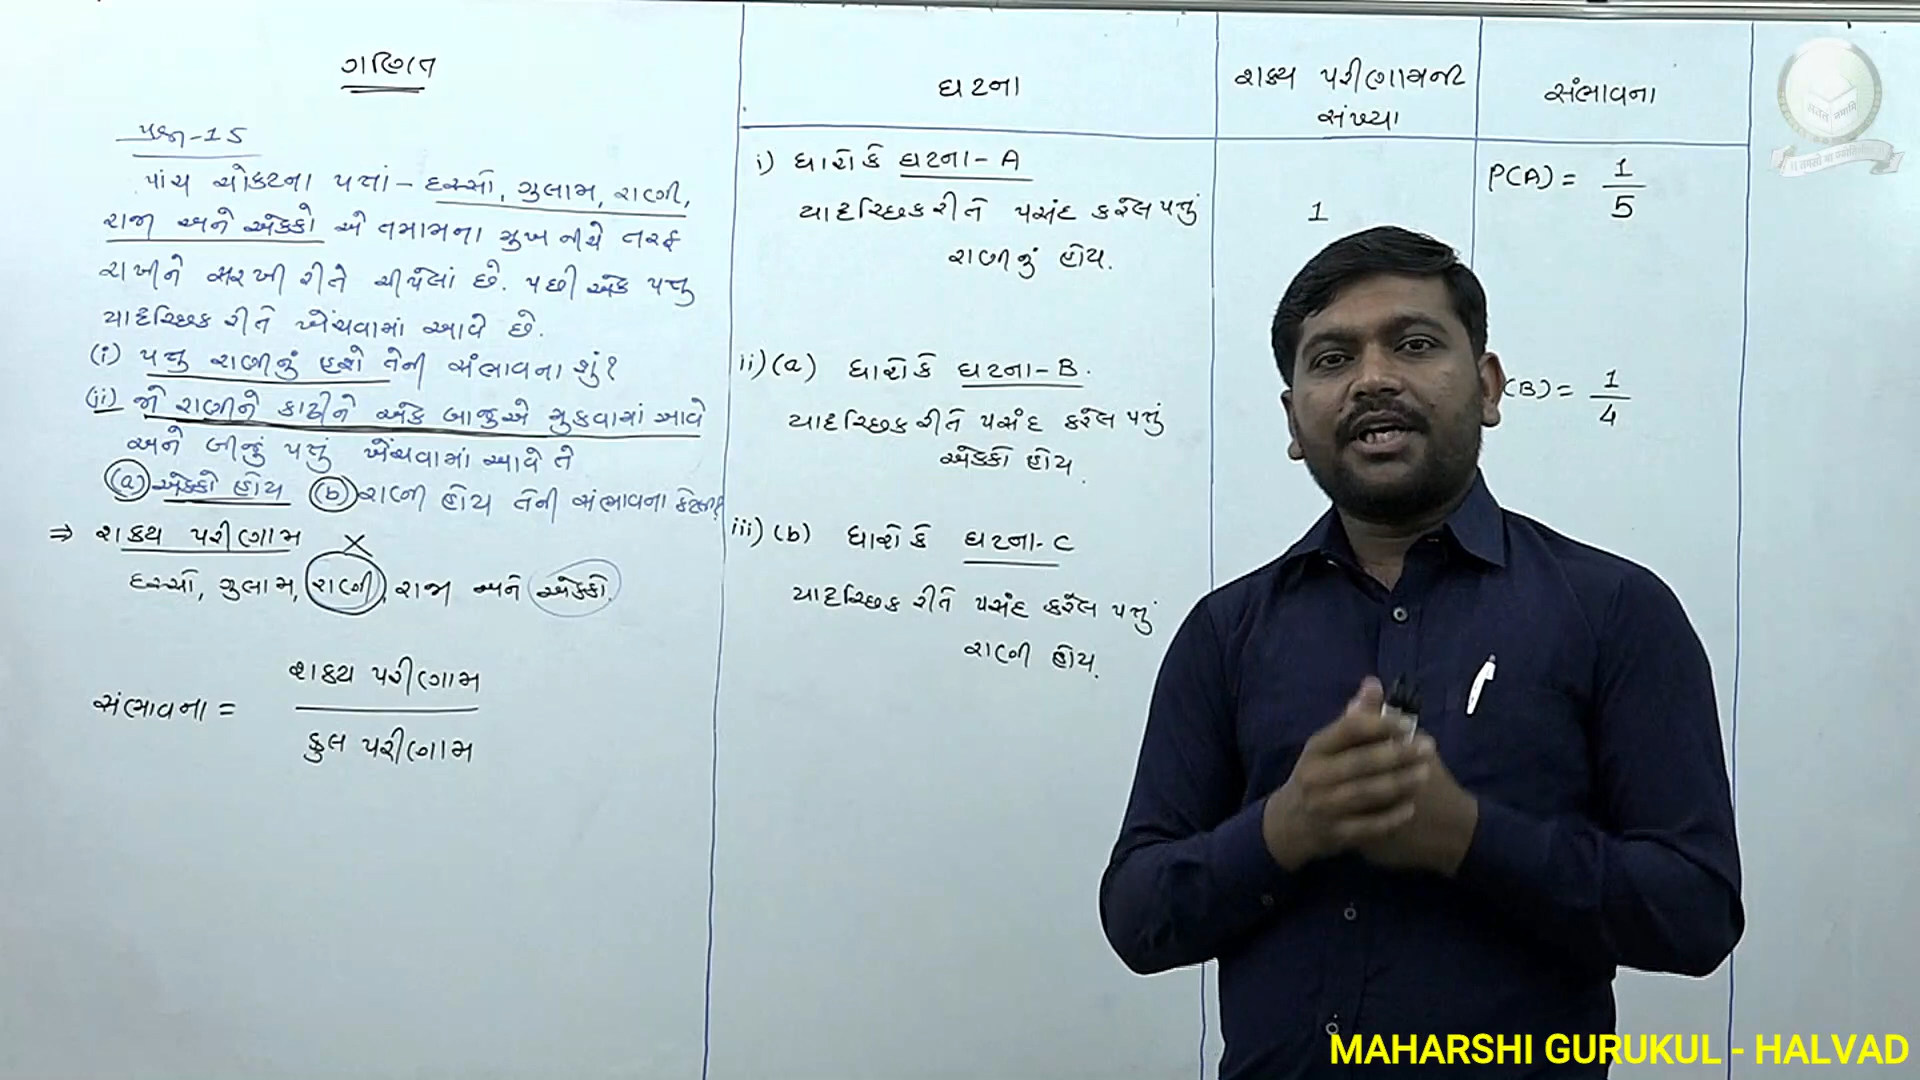 ગણિત
પ્રશ્ન-15
પાંચ ચોકટના પત્તાં - દસ્સો, ગુલામ, રાણી,
રાજા અને એક્કો એ તમામના મુખ નીચે તરફ
રાખીને સરખી રીતે ચીપેલાં છે. પછી એક પત્તુ
યાદચ્છિક રીતે ખેંચવામાં આવે છે.
(i) પત્તુ રાણીનું હશે તેની સંભાવના શું?
(ii) જો રાણીને કાઢીને એક બાજુએ મુકવામાં આવે
અને બીજું પત્તું ખેંચવામાં આવે તે
(a) એક્કો હોય (b) રાણી હોય તેની સંભાવના કેટલી?
⇒ શક્ય પરીણામ
દસ્સો, ગુલામ, રાણી, રાજા અને એક્કો.
સંભાવના = શક્ય પરીણામ
કુલ પરીણામ
ઘટના
i) ધારોકે ઘટના - A
યાદચ્છિક રીતે પસંદ કરેલ પત્તું
રાણીનું હોય.
ii) (a) ધારોકે ઘટના - B.
યાદચ્છિક રીતે પસંદ કરેલ પત્તું
એક્કો હોય.
iii) (b) ધારોકે ઘટના - C
યાદચ્છિક રીતે પસંદ કરેલ પત્તું
રાણી હોય.
શક્ય પરીણામની
સંખ્યા
1
સંભાવના
P(A) = 1
5
(B) = 1
4
MAHARSHI GURUKUL - HALVAD